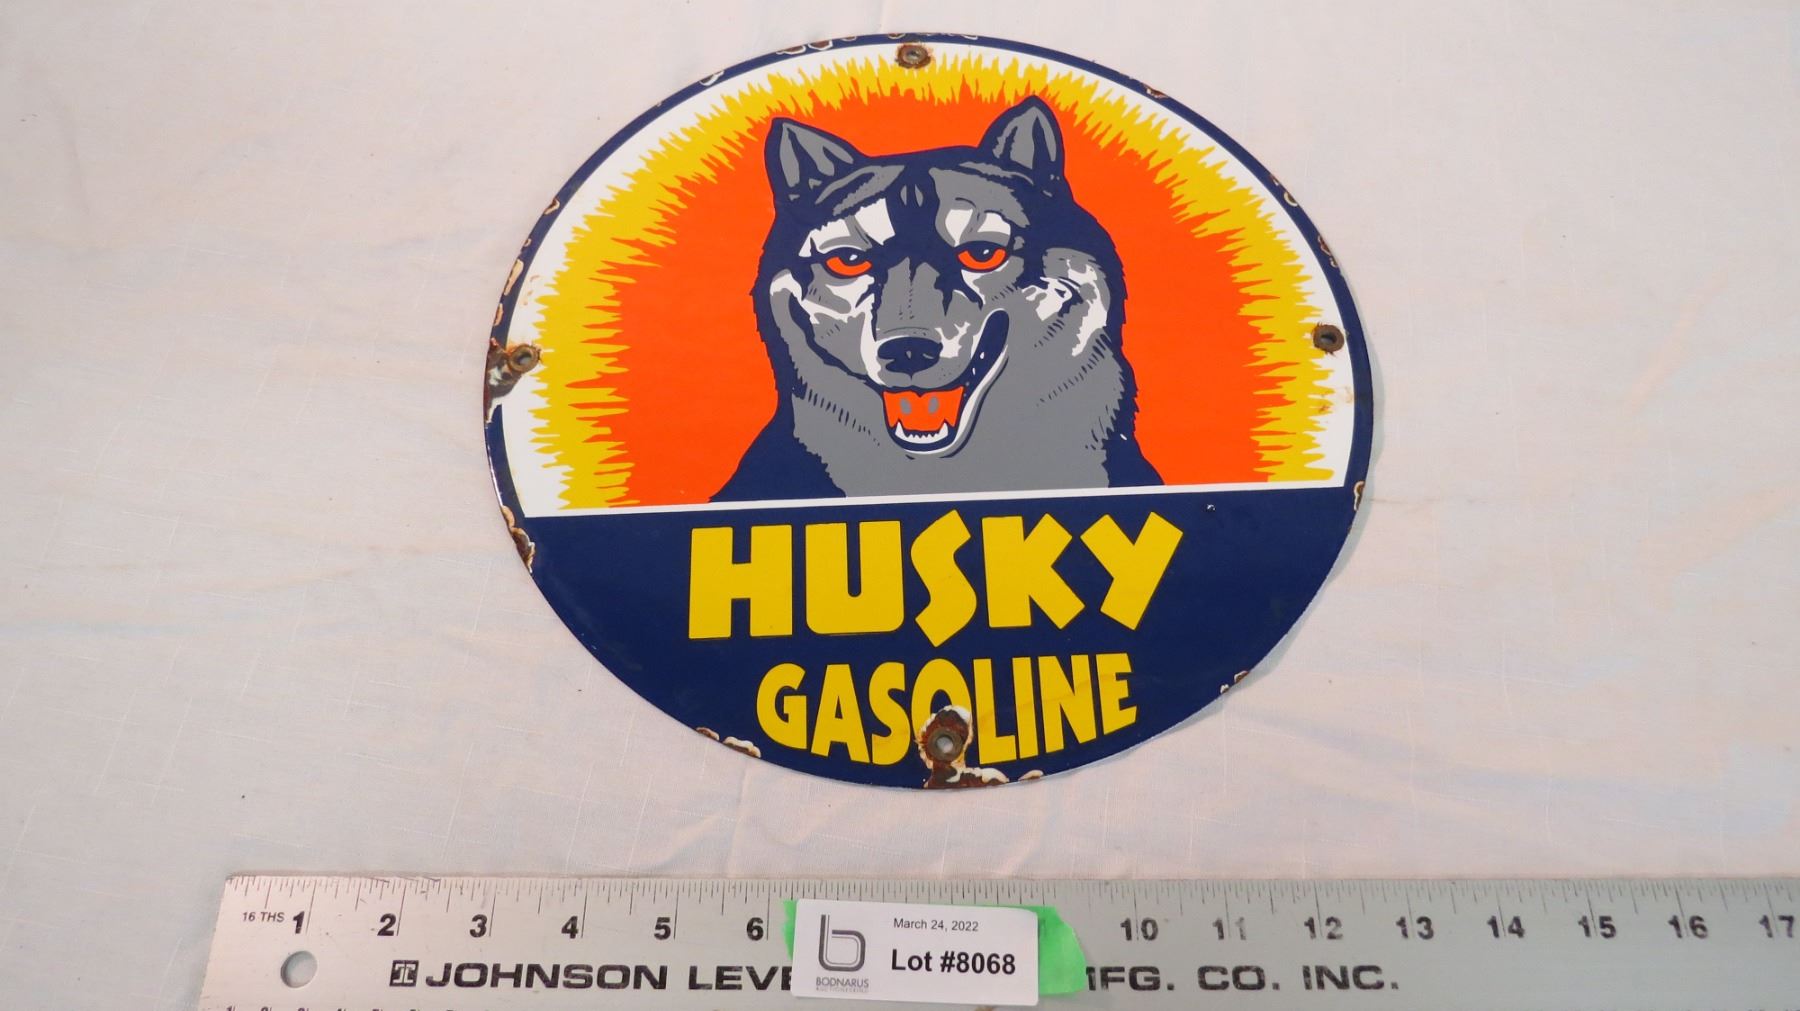 HUSKY
GASOLINE
16 THS 1 2 3 4 5 6 10 11 12 13 14 15 16 17
March 24, 2022
Lot #8068
BODNARUS
AUCTIONEERING
JOHNSON LEVE MFG. CO. INC.